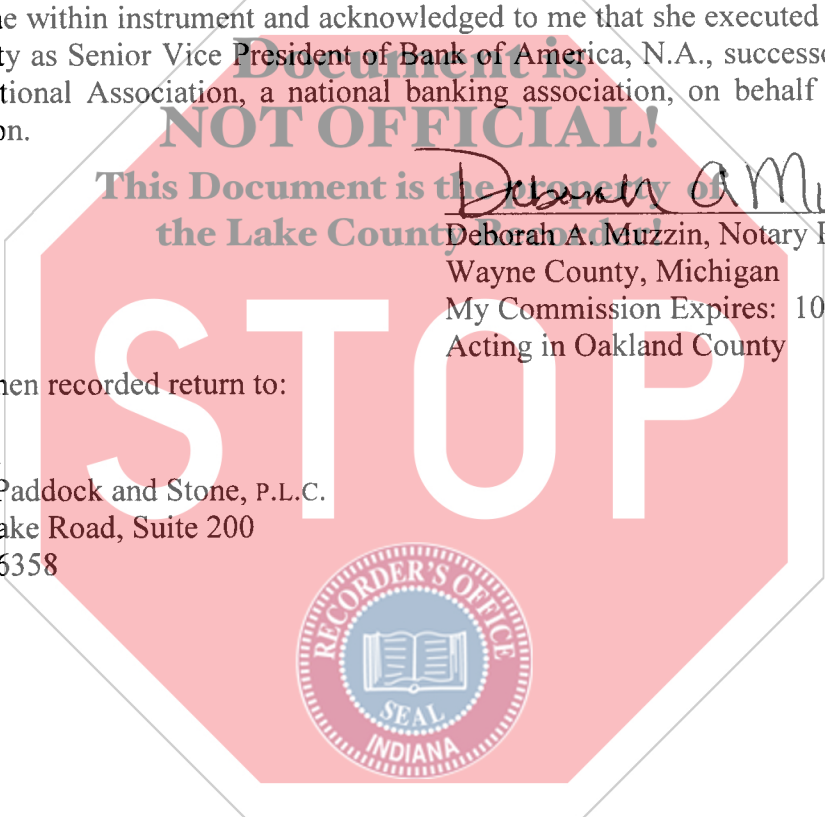 e within instrument and acknowledged to me that she executed
ty as Senior Vice President of Bank of America, N.A., success
tional Association, a national banking association, on behalf
on.
Document is
NOT OFFICIAL!
This Document is the property of
the Lake County Recorder!
Deborah A Mu
Deborah A. Muzzin, Notary P
Wayne County, Michigan
My Commission Expires: 10
Acting in Oakland County
hen recorded return to:
Paddock and Stone, P.L.C.
ake Road, Suite 200
6358
STOP
RECORDER'S OFFICE
SEAL
INDIANA